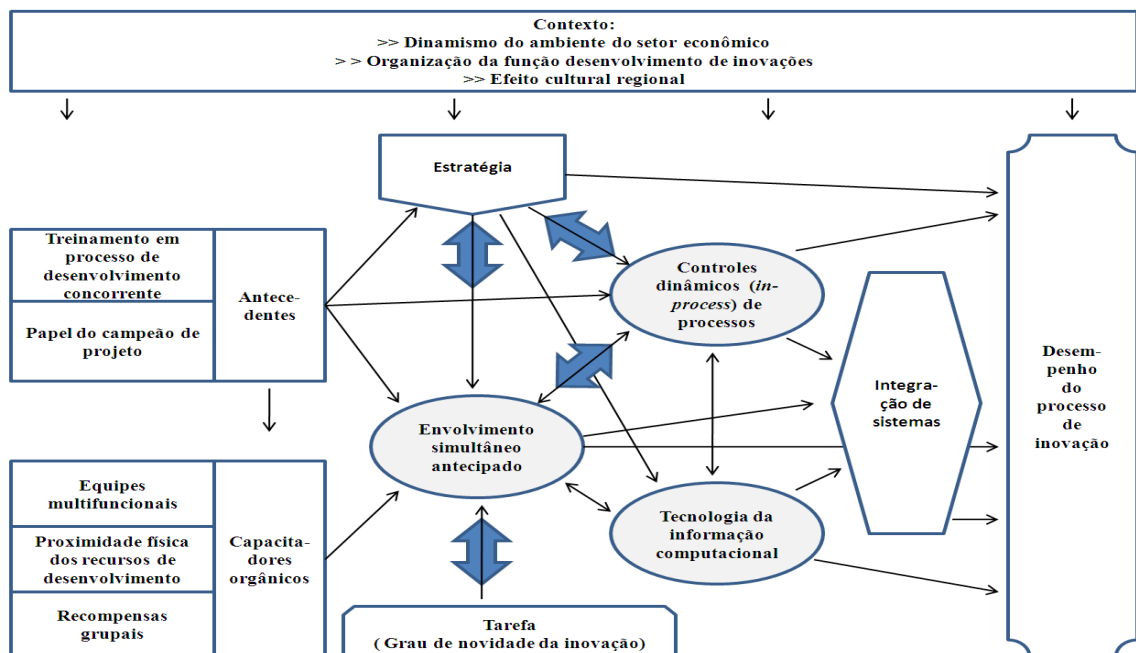 Contexto:
>> Dinamismo do ambiente do setor econômico
> > Organização da função desenvolvimento de inovações
>> Efeito cultural regional
Estratégia
Treinamento em
processo de
desenvolvimento
concorrente
Papel do campeão de
projeto
Antece-
dentes
Controles
dinâmicos (in-
process) de
processos
Integra-
ção de
sistemas
Desem-
penho
do
processo
de
inovação
Envolvimento
simultâneo
antecipado
Equipes
multifuncionais
Proximidade física
dos recursos de
desenvolvimento
Recompensas
grupais
Capacita-
dores
orgânicos
Tecnologia da
informação
computacional
Tarefa
( Grau de novidade da inovação)